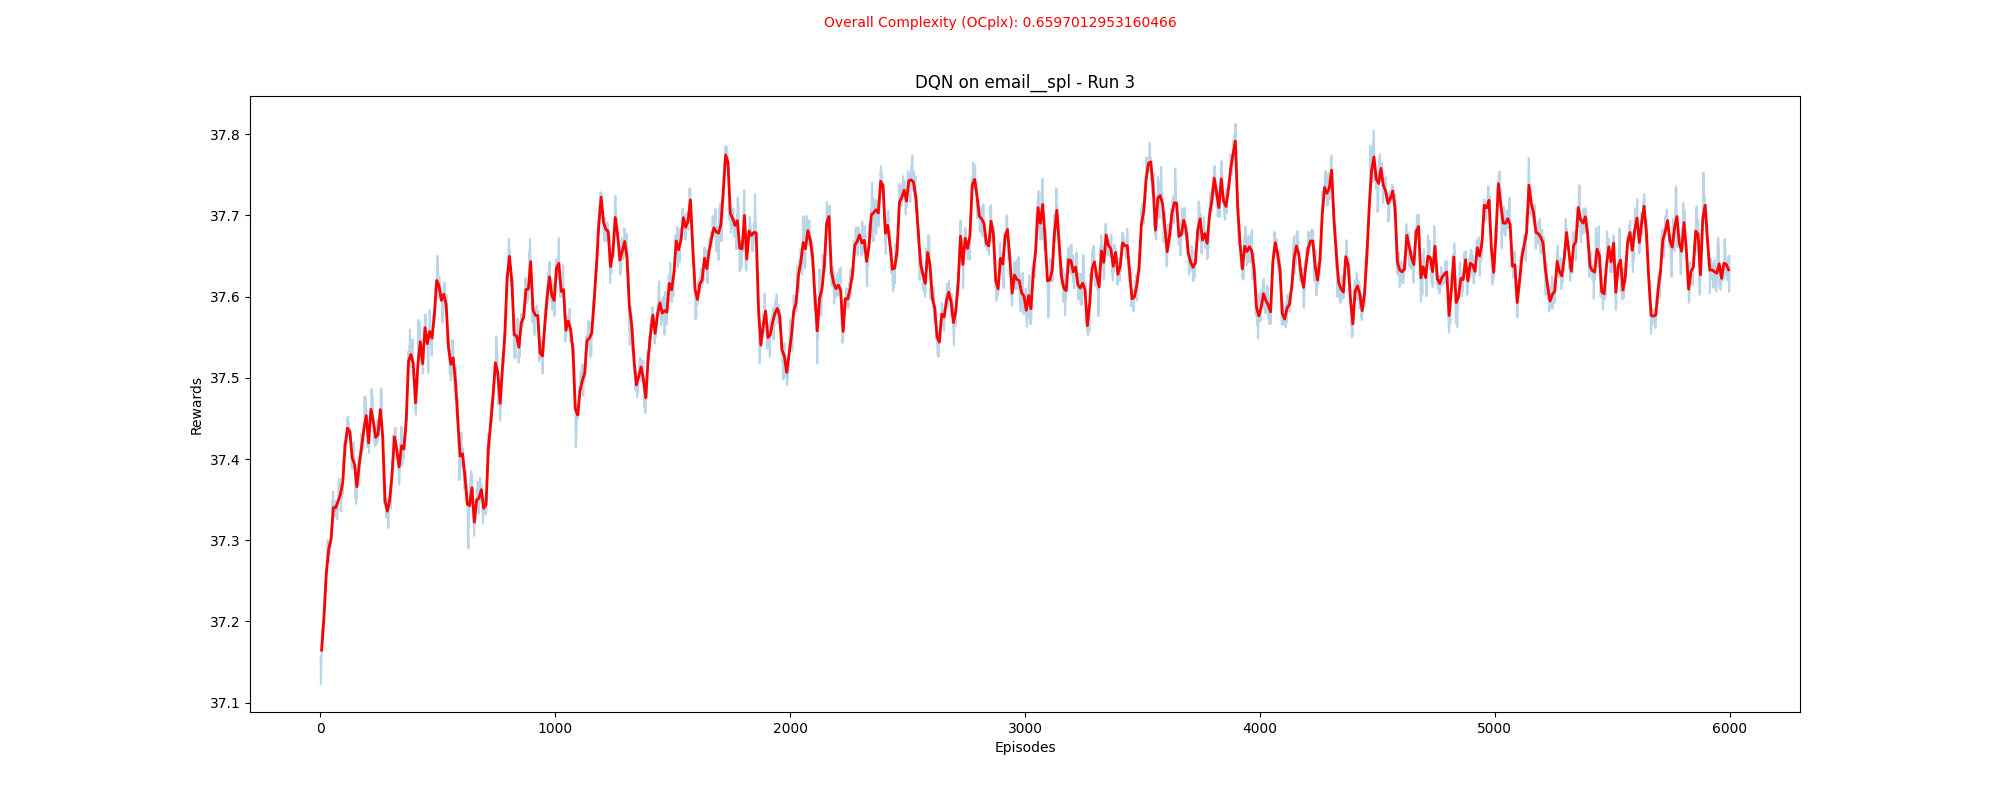 Overall Complexity (OCplx): 0.6597012953160466
DQN on email__spl - Run 3
Rewards
37.8
37.7
37.6
37.5
37.4
37.3
37.2
37.1
0 1000 2000 3000 4000 5000 6000
Episodes